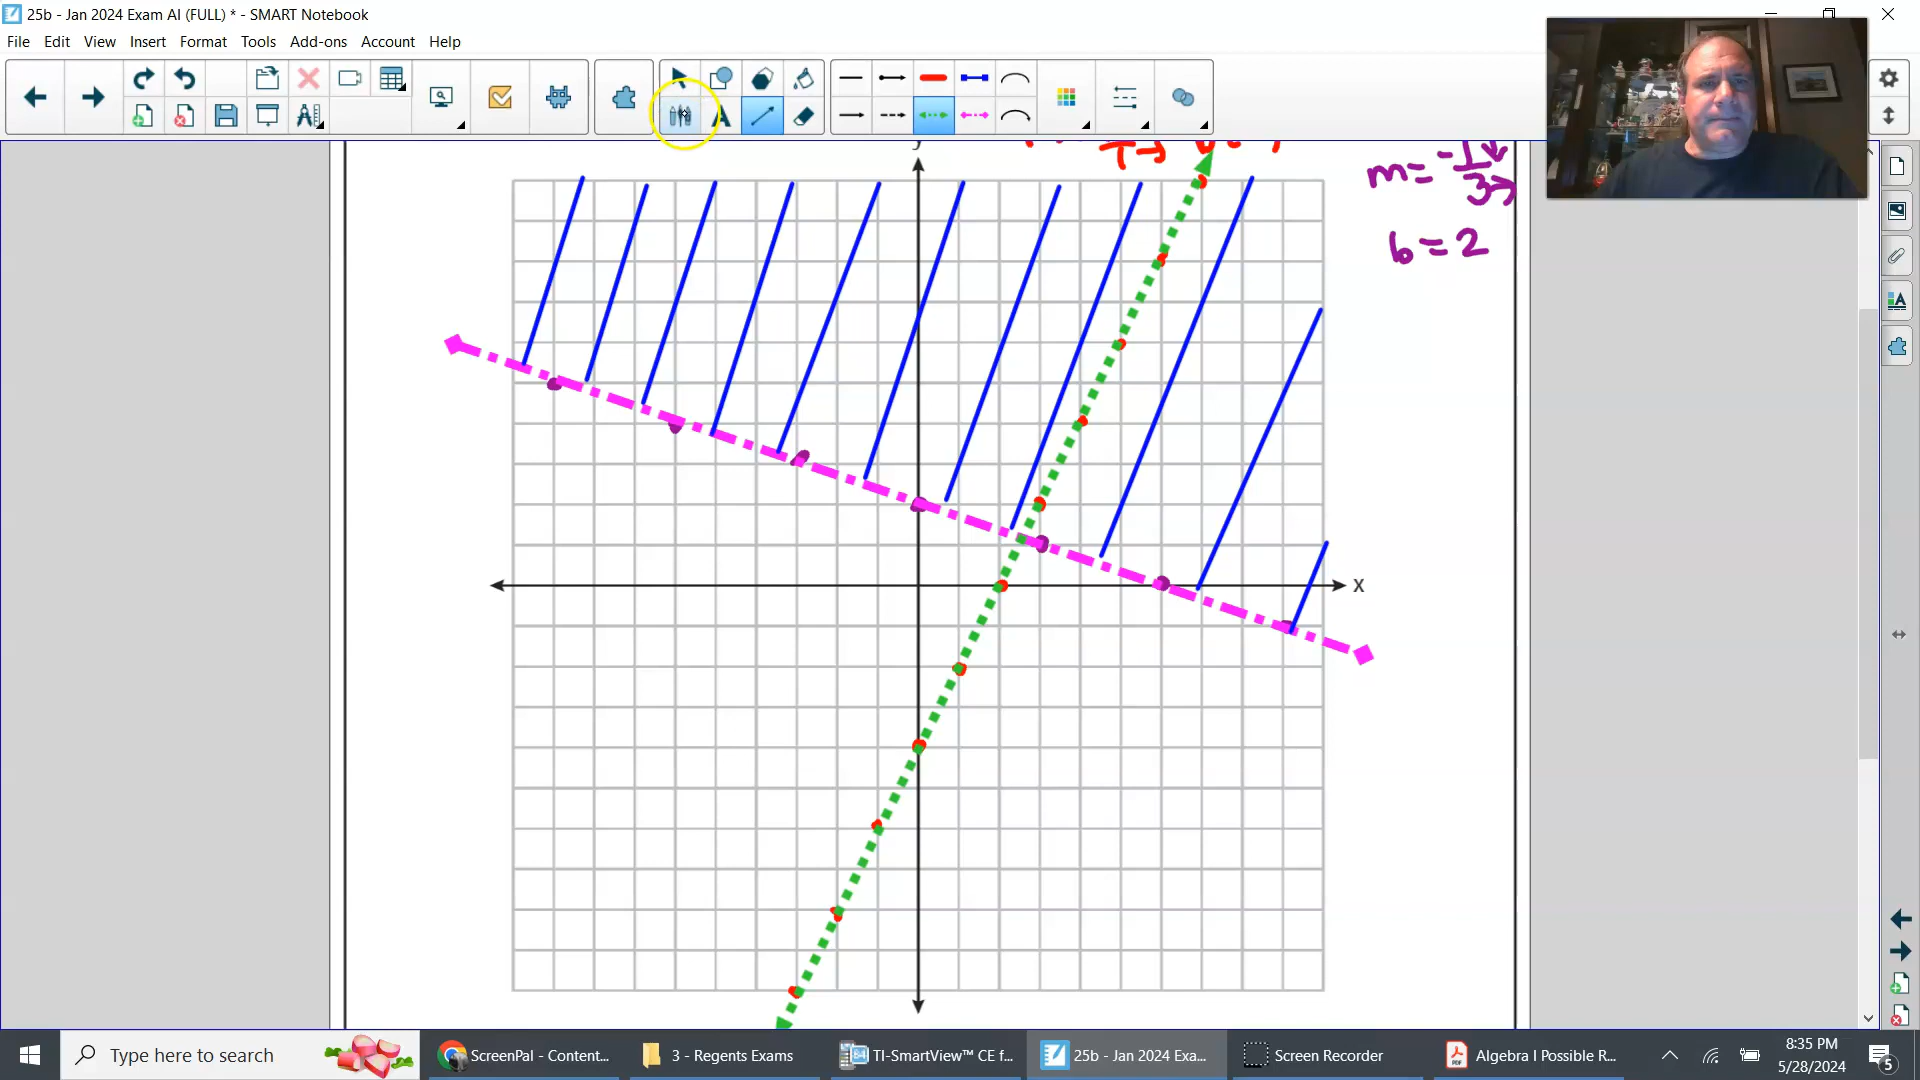 25b - Jan 2024 Exam AI (FULL) * - SMART Notebook
File Edit View Insert Format Tools Add-ons Account Help
m = -1/3
b = 2
x
Type here to search
ScreenPal - Content...
3 - Regents Exams
TI-SmartView™ CE f...
25b - Jan 2024 Exa...
Screen Recorder
Algebra I Possible R...
8:35 PM
5/28/2024
5